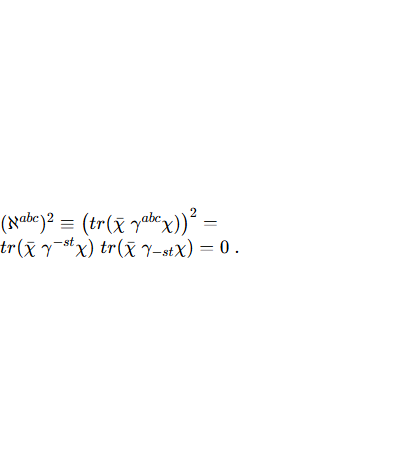 (ℵ^{abc})^2 ≡ (tr(χ̄ γ^{abc}χ))^2 =
tr(χ̄ γ^{−st}χ) tr(χ̄ γ_{−st}χ) = 0 .